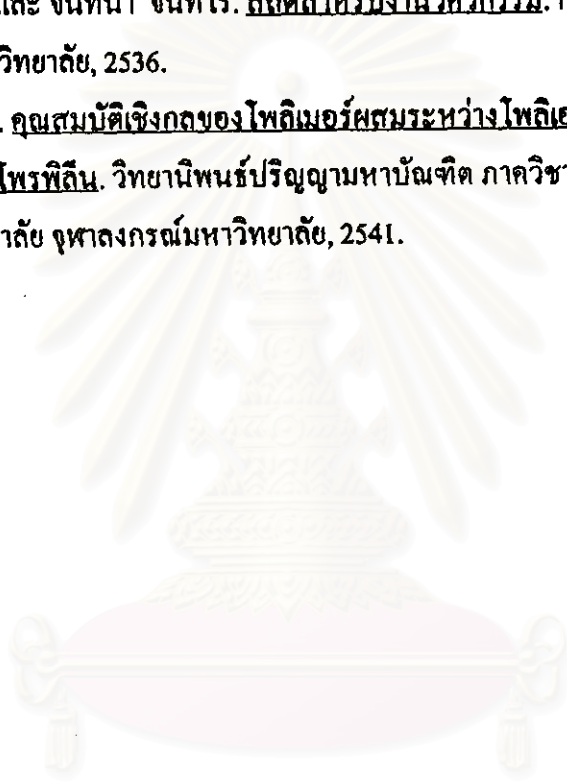 และ จันทนา จันทโร. สถิติสำหรับงานวิศวกรรม.
วิทยาลัย, 2536.
. คุณสมบัติเชิงกลของโพลิเมอร์ผสมระหว่างโพลิเอ
โพรพิลีน. วิทยานิพนธ์ปริญญามหาบัณฑิต ภาควิชา
าลัย จุฬาลงกรณ์มหาวิทยาลัย, 2541.